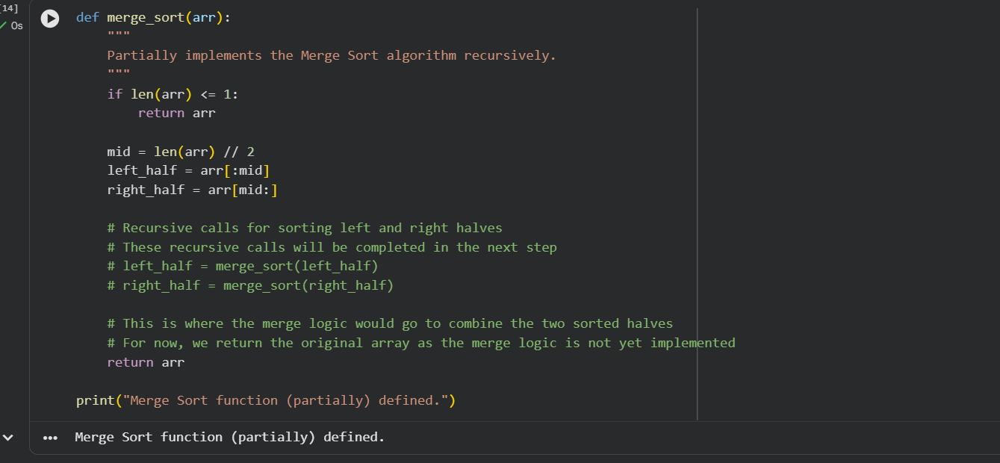 [14]
0s
def merge_sort(arr):
    """
    Partially implements the Merge Sort algorithm recursively.
    """
    if len(arr) <= 1:
        return arr

    mid = len(arr) // 2
    left_half = arr[:mid]
    right_half = arr[mid:]

    # Recursive calls for sorting left and right halves
    # These recursive calls will be completed in the next step
    # left_half = merge_sort(left_half)
    # right_half = merge_sort(right_half)

    # This is where the merge logic would go to combine the two sorted halves
    # For now, we return the original array as the merge logic is not yet implemented
    return arr

print("Merge Sort function (partially) defined.")
Merge Sort function (partially) defined.